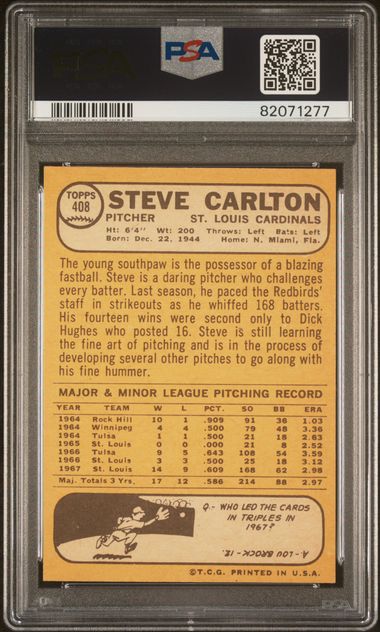 PSA
PSA
82071277
TOPPS
408
STEVE CARLTON
PITCHER ST. LOUIS CARDINALS
Ht: 6'4" Wt: 200 Throws: Left Bats: Left
Born: Dec. 22, 1944 Home: N. Miami, Fla.
The young southpaw is the possessor of a blazing
fastball. Steve is a daring pitcher who challenges
every batter. Last season, he paced the Redbirds'
staff in strikeouts as he whiffed 168 batters.
His fourteen wins were second only to Dick
Hughes who posted 16. Steve is still learning
the fine art of pitching and is in the process of
developing several other pitches to go along with
his fine hummer.
MAJOR & MINOR LEAGUE PITCHING RECORD
YEAR TEAM W L PCT. SO BB ERA
1964 Rock Hill 10 1 .909 91 36 1.03
1964 Winnipeg 4 4 .500 79 48 3.36
1964 Tulsa 1 1 .500 21 18 2.63
1965 St. Louis 0 0 .000 21 8 2.52
1966 Tulsa 9 5 .643 108 54 3.59
1966 St. Louis 3 3 .500 25 18 3.12
1967 St. Louis 14 9 .609 168 62 2.98
Maj. Totals 3 Yrs. 17 12 .586 214 88 2.97
Q.- WHO LED THE CARDS
IN TRIPLES IN
1967?
A.- LOU BROCK - 12.
©T.C.G. PRINTED IN U.S.A.